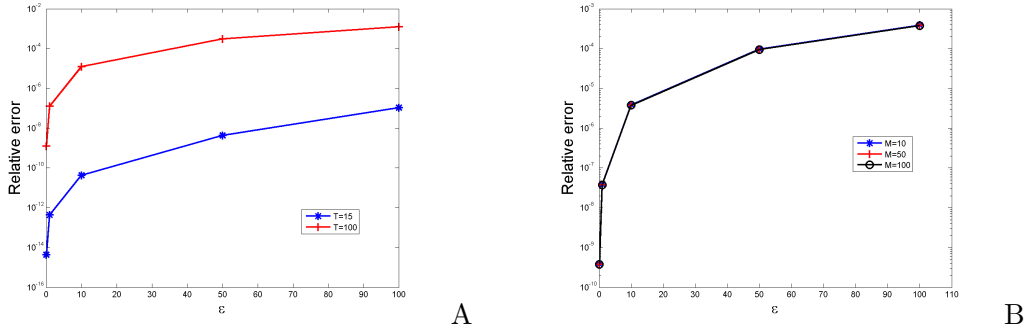 10^-2
10^-4
10^-6
10^-8
10^-10
10^-12
10^-14
10^-16
Relative error
0 10 20 30 40 50 60 70 80 90 100
ε
T=15
T=100
A
10^-3
10^-4
10^-5
10^-6
10^-7
10^-8
10^-9
10^-10
Relative error
0 10 20 30 40 50 60 70 80 90 100 110
ε
M=10
M=50
M=100
B